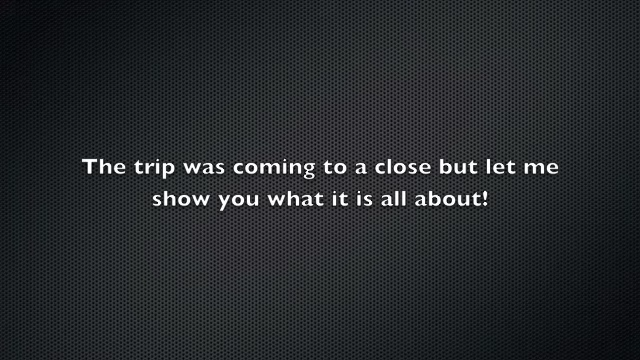 The trip was coming to a close but let me
show you what it is all about!